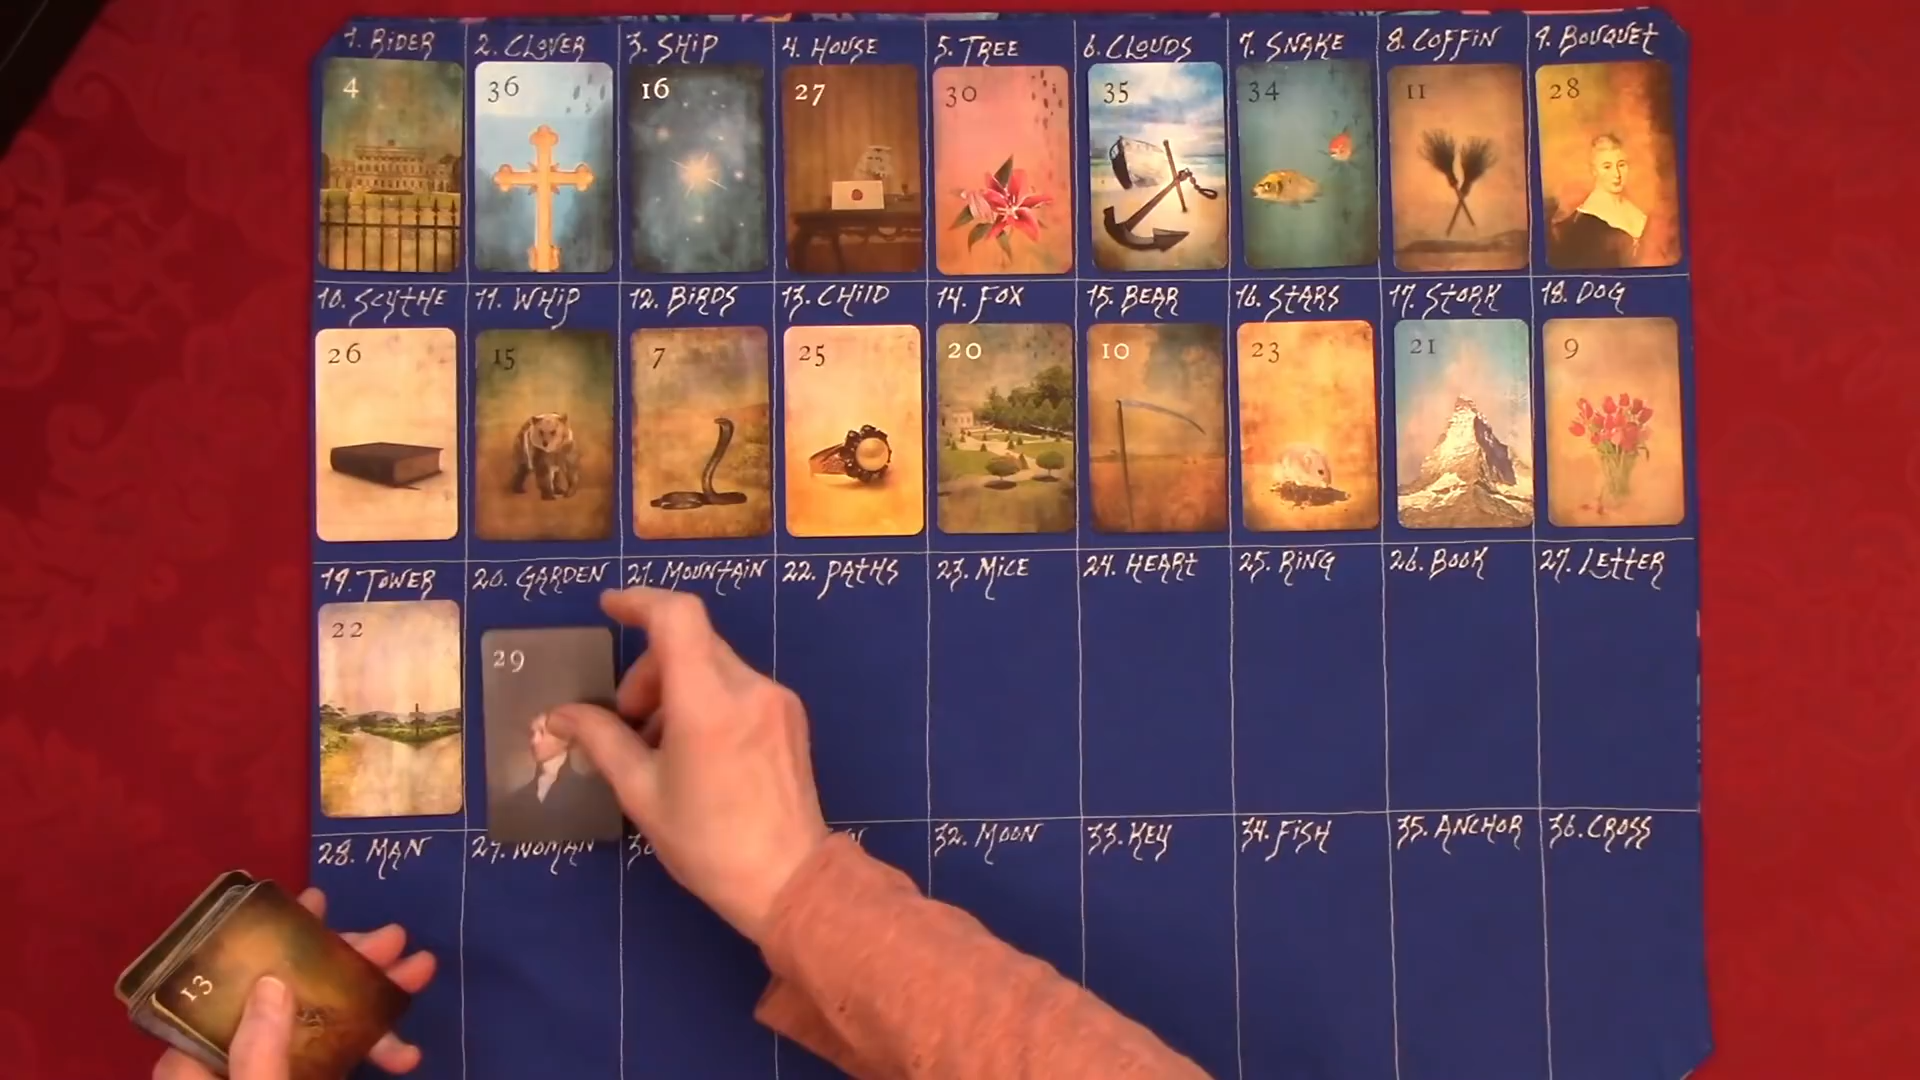 1. RIDER 2. CLOVER 3. SHIP 4. HOUSE 5. TREE 6. CLOUDS 7. SNAKE 8. COFFIN 9. BOUQUET
4 36 16 27 30 35 34 11 28
10. SCYTHE 11. WHIP 12. BIRDS 13. CHILD 14. FOX 15. BEAR 16. STARS 17. STORK 18. DOG
26 15 7 25 20 10 23 21 9
19. TOWER 20. GARDEN 21. MOUNTAIN 22. PATHS 23. MICE 24. HEART 25. RING 26. BOOK 27. LETTER
22 29
28. MAN 29. WOMAN 32. MOON 33. KEY 34. FISH 35. ANCHOR 36. CROSS
13